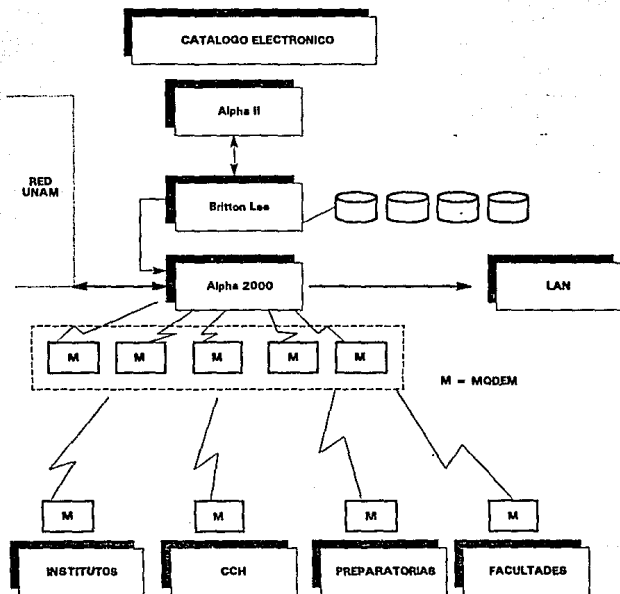 CATALOGO ELECTRONICO
Alpha II
RED
UNAM
Britton Lee
Alpha 2000
LAN
M
M
M
M
M
M = MODEM
M
M
M
M
INSTITUTOS
CCH
PREPARATORIAS
FACULTADES